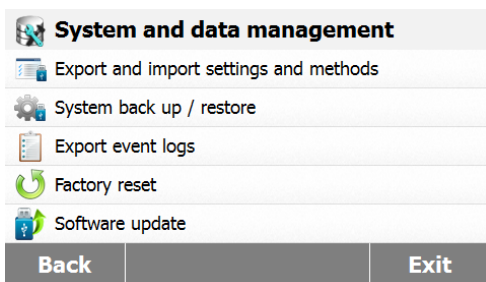 System and data management
Export and import settings and methods
System back up / restore
Export event logs
Factory reset
Software update
Back
Exit